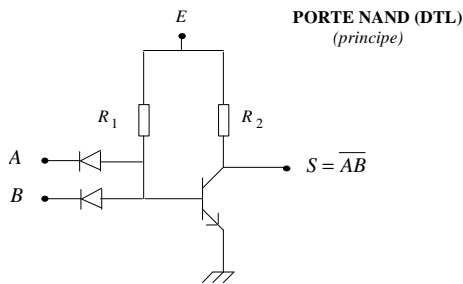 E
PORTE NAND (DTL)
(principe)
R₁
R₂
A
S = \overline{AB}
B